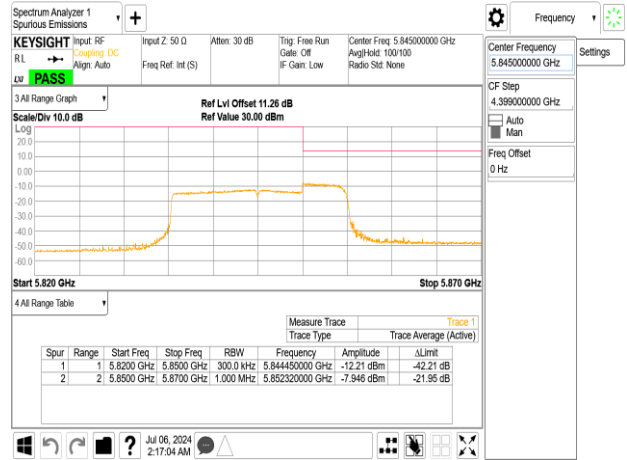 Spectrum Analyzer 1
Spurious Emissions
Frequency
KEYSIGHT
RL
Input: RF
Coupling: DC
Align: Auto
Input Z: 50 Ω
Freq Ref: Int (S)
Atten: 30 dB
Trig: Free Run
Gate: Off
IF Gain: Low
Center Freq: 5.845000000 GHz
Avg|Hold: 100/100
Radio Std: None
LXI
PASS
Center Frequency
5.845000000 GHz
Settings
CF Step
4.399000000 GHz
Auto
Man
Freq Offset
0 Hz
3 All Range Graph
Ref Lvl Offset 11.26 dB
Scale/Div 10.0 dB
Ref Value 30.00 dBm
Log
20.0
10.0
0.00
-10.0
-20.0
-30.0
-40.0
-50.0
-60.0
Start 5.820 GHz
Stop 5.870 GHz
4 All Range Table
Measure Trace Trace 1
Trace Type Trace Average (Active)
Spur Range Start Freq Stop Freq RBW Frequency Amplitude ΔLimit
1 1 5.8200 GHz 5.8500 GHz 300.0 kHz 5.844450000 GHz -12.21 dBm -42.21 dB
2 2 5.8500 GHz 5.8700 GHz 1.000 MHz 5.852320000 GHz -7.946 dBm -21.95 dB
Jul 06, 2024
2:17:04 AM